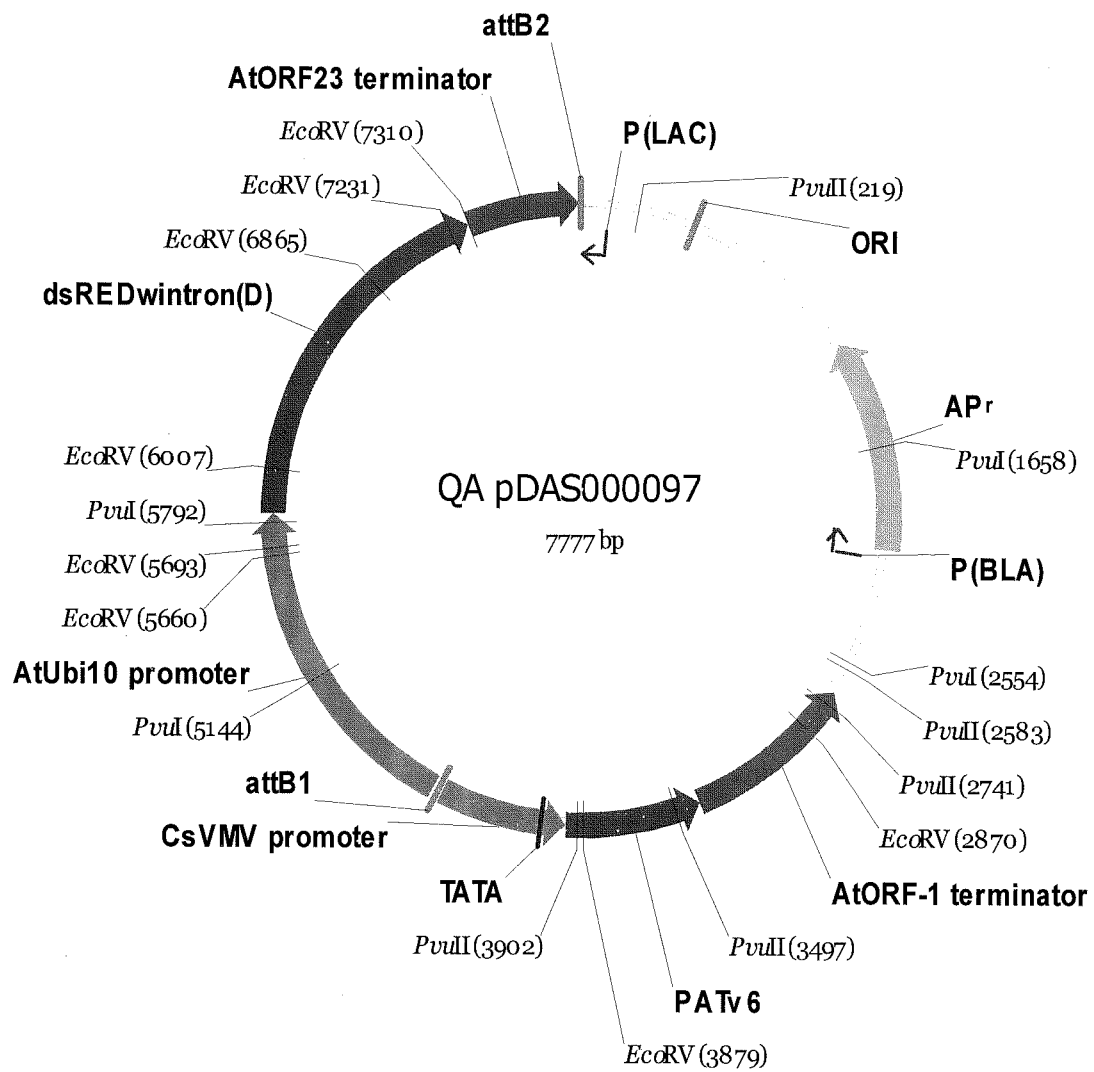 attB2
AtORF23 terminator
EcoRV (7310)
P(LAC)
EcoRV (7231)
PvuII (219)
EcoRV (6865)
ORI
dsREDwintron(D)
APr
EcoRV (6007)
PvuI (1658)
QA pDAS000097
PvuI (5792)
7777 bp
EcoRV (5693)
P(BLA)
EcoRV (5660)
AtUbi10 promoter
PvuI (2554)
PvuI (5144)
PvuII (2583)
attB1
PvuII (2741)
CsVMV promoter
EcoRV (2870)
TATA
AtORF-1 terminator
PvuII (3902)
PvuII (3497)
PATv6
EcoRV (3879)